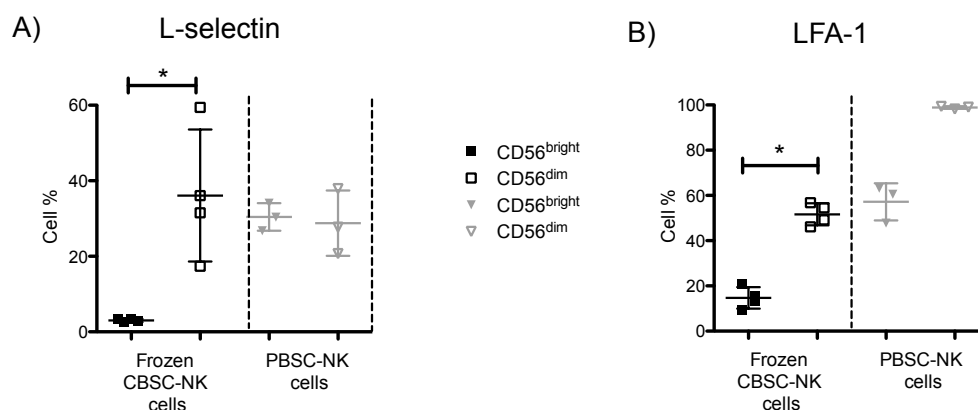 A) L-selectin
*
60
40
20
0
Cell %
Frozen
CBSC-NK
cells
PBSC-NK
cells
CD56bright
CD56dim
CD56bright
CD56dim
B) LFA-1
*
100
80
60
40
20
0
Cell %
Frozen
CBSC-NK
cells
PBSC-NK
cells